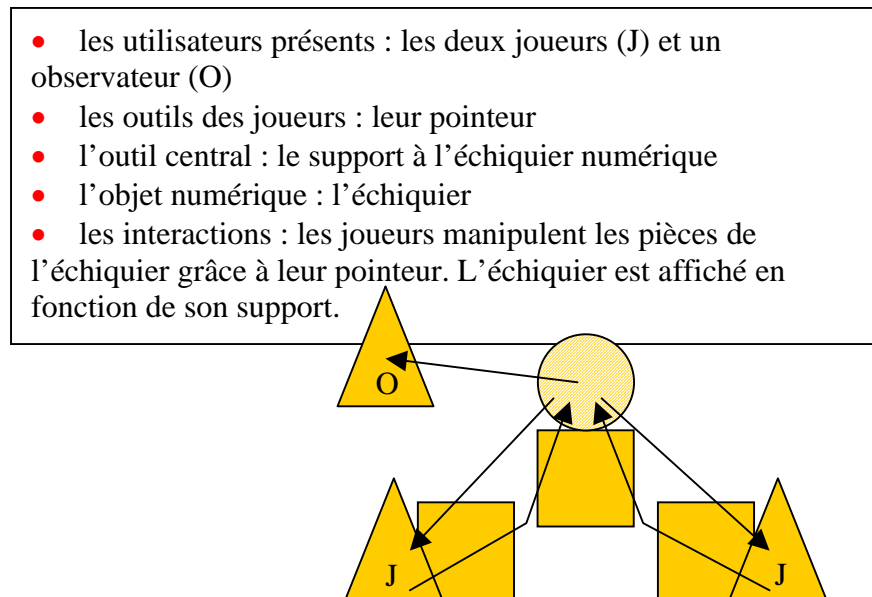 • les utilisateurs présents : les deux joueurs (J) et un
observateur (O)
• les outils des joueurs : leur pointeur
• l’outil central : le support à l’échiquier numérique
• l’objet numérique : l’échiquier
• les interactions : les joueurs manipulent les pièces de
l’échiquier grâce à leur pointeur. L’échiquier est affiché en
fonction de son support.
O
J
J